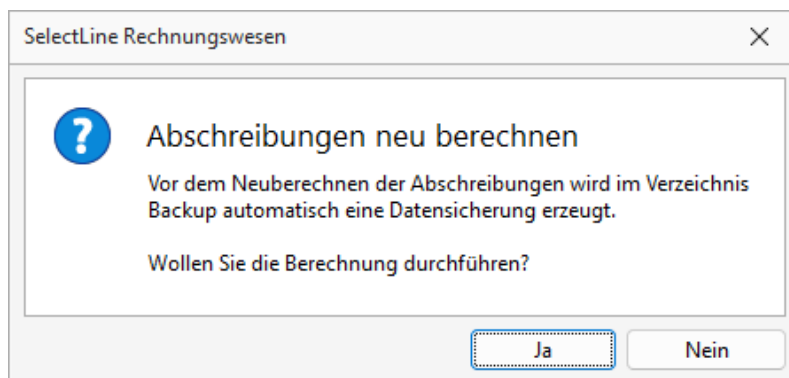 SelectLine Rechnungswesen
Abschreibungen neu berechnen
Vor dem Neuberechnen der Abschreibungen wird im Verzeichnis
Backup automatisch eine Datensicherung erzeugt.
Wollen Sie die Berechnung durchführen?
Ja
Nein